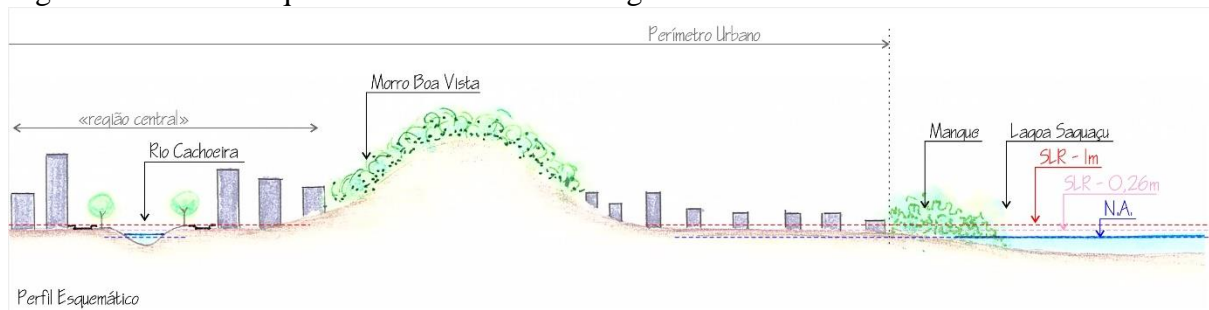 Perímetro Urbano
Morro Boa Vista
«região central»
Rio Cachoeira
Mangue
Lagoa Saguaçu
SLR - 1m
SLR - 0,26m
N.A.
Perfil Esquemático